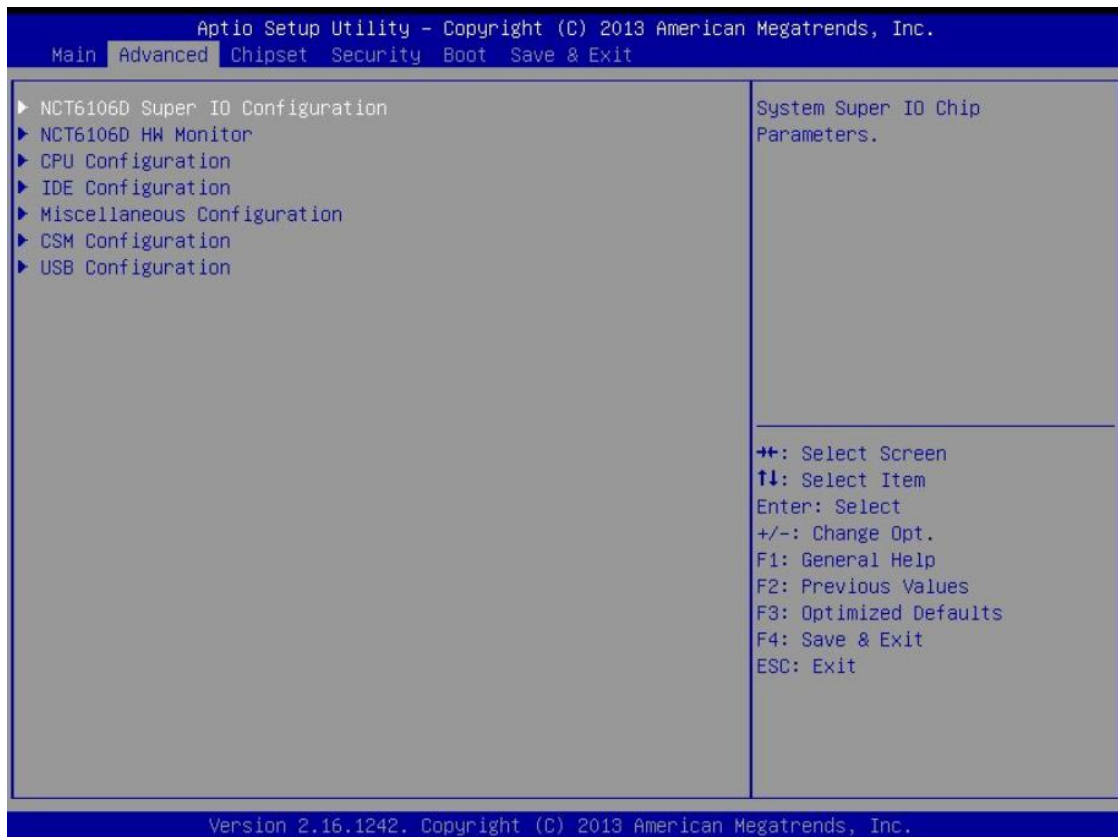 Aptio Setup Utility – Copyright (C) 2013 American Megatrends, Inc.
Main Advanced Chipset Security Boot Save & Exit
▶ NCT6106D Super IO Configuration
▶ NCT6106D HW Monitor
▶ CPU Configuration
▶ IDE Configuration
▶ Miscellaneous Configuration
▶ CSM Configuration
▶ USB Configuration
System Super IO Chip
Parameters.
→←: Select Screen
↑↓: Select Item
Enter: Select
+/-: Change Opt.
F1: General Help
F2: Previous Values
F3: Optimized Defaults
F4: Save & Exit
ESC: Exit
Version 2.16.1242. Copyright (C) 2013 American Megatrends, Inc.